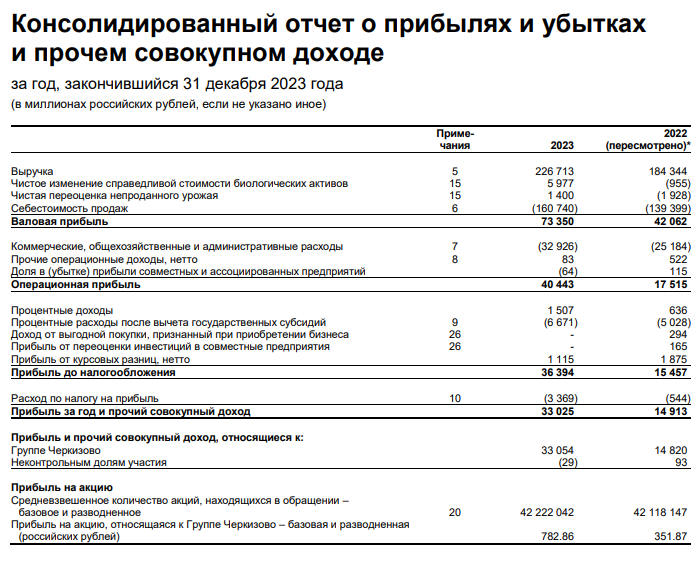 Консолидированный отчет о прибылях и убытках
и прочем совокупном доходе
за год, закончившийся 31 декабря 2023 года
(в миллионах российских рублей, если не указано иное)
Приме-
чания 2023 2022
(пересмотрено)*
Выручка 5 226 713 184 344
Чистое изменение справедливой стоимости биологических активов 15 5 977 (955)
Чистая переоценка непроданного урожая 15 1 400 (1 928)
Себестоимость продаж 6 (160 740) (139 399)
Валовая прибыль 73 350 42 062
Коммерческие, общехозяйственные и административные расходы 7 (32 926) (25 184)
Прочие операционные доходы, нетто 8 83 522
Доля в (убытке) прибыли совместных и ассоциированных предприятий (64) 115
Операционная прибыль 40 443 17 515
Процентные доходы 1 507 636
Процентные расходы после вычета государственных субсидий 9 (6 671) (5 028)
Доход от выгодной покупки, признанный при приобретении бизнеса 26 - 294
Прибыль от переоценки инвестиций в совместные предприятия 26 - 165
Прибыль от курсовых разниц, нетто 1 115 1 875
Прибыль до налогообложения 36 394 15 457
Расход по налогу на прибыль 10 (3 369) (544)
Прибыль за год и прочий совокупный доход 33 025 14 913
Прибыль и прочий совокупный доход, относящиеся к:
Группе Черкизово 33 054 14 820
Неконтрольным долям участия (29) 93
Прибыль на акцию
Средневзвешенное количество акций, находящихся в обращении –
базовое и разводненное 20 42 222 042 42 118 147
Прибыль на акцию, относящаяся к Группе Черкизово – базовая и разводненная
(российских рублей) 782.86 351.87